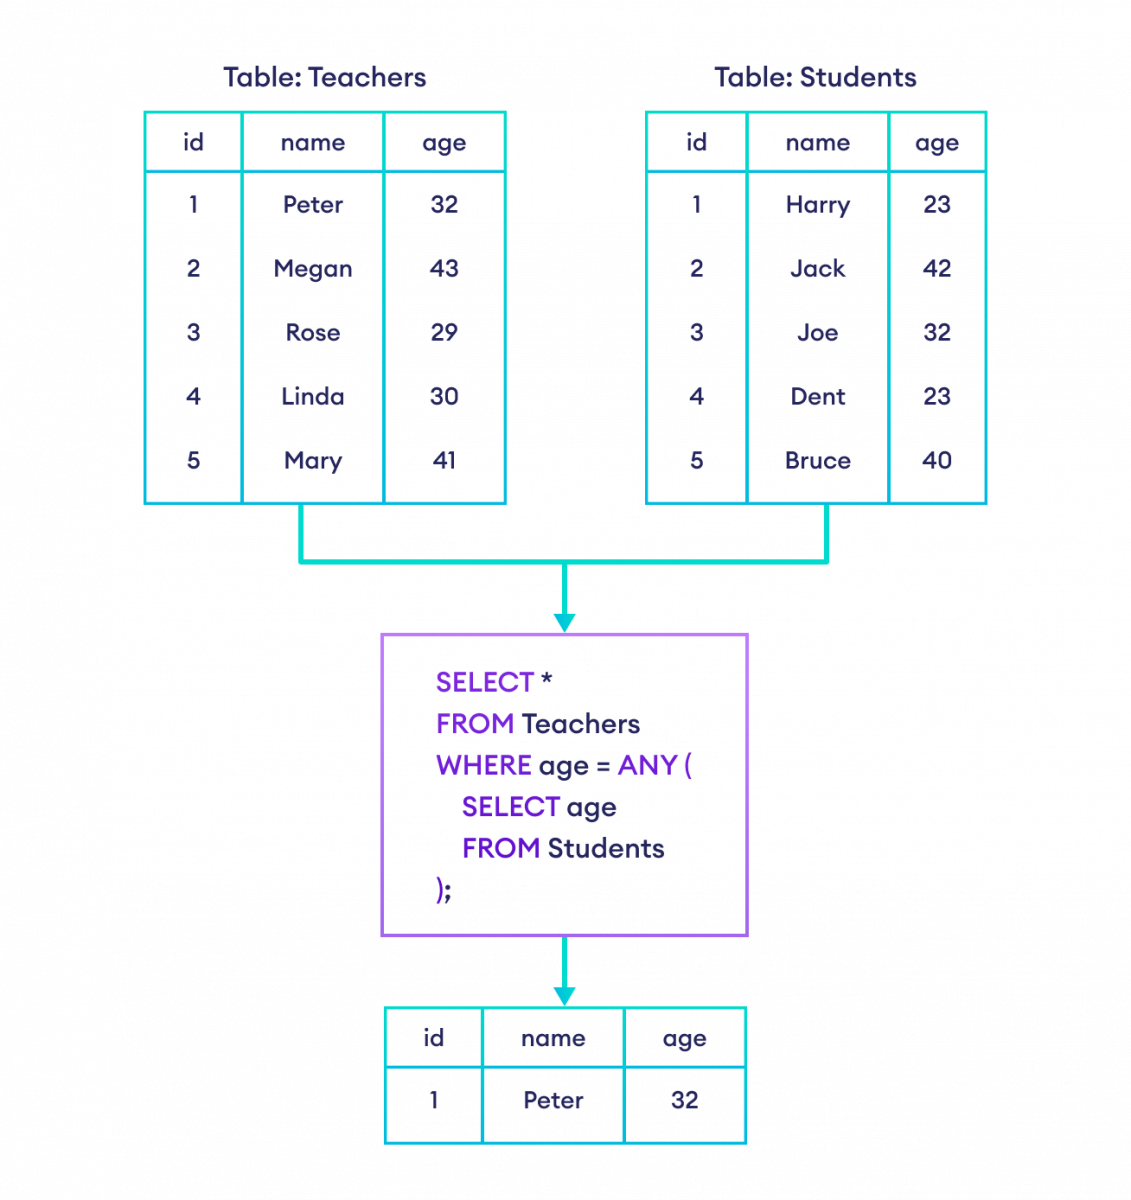 Table: Teachers
id name age
1 Peter 32
2 Megan 43
3 Rose 29
4 Linda 30
5 Mary 41
Table: Students
id name age
1 Harry 23
2 Jack 42
3 Joe 32
4 Dent 23
5 Bruce 40
SELECT *
FROM Teachers
WHERE age = ANY (
SELECT age
FROM Students
);
id name age
1 Peter 32